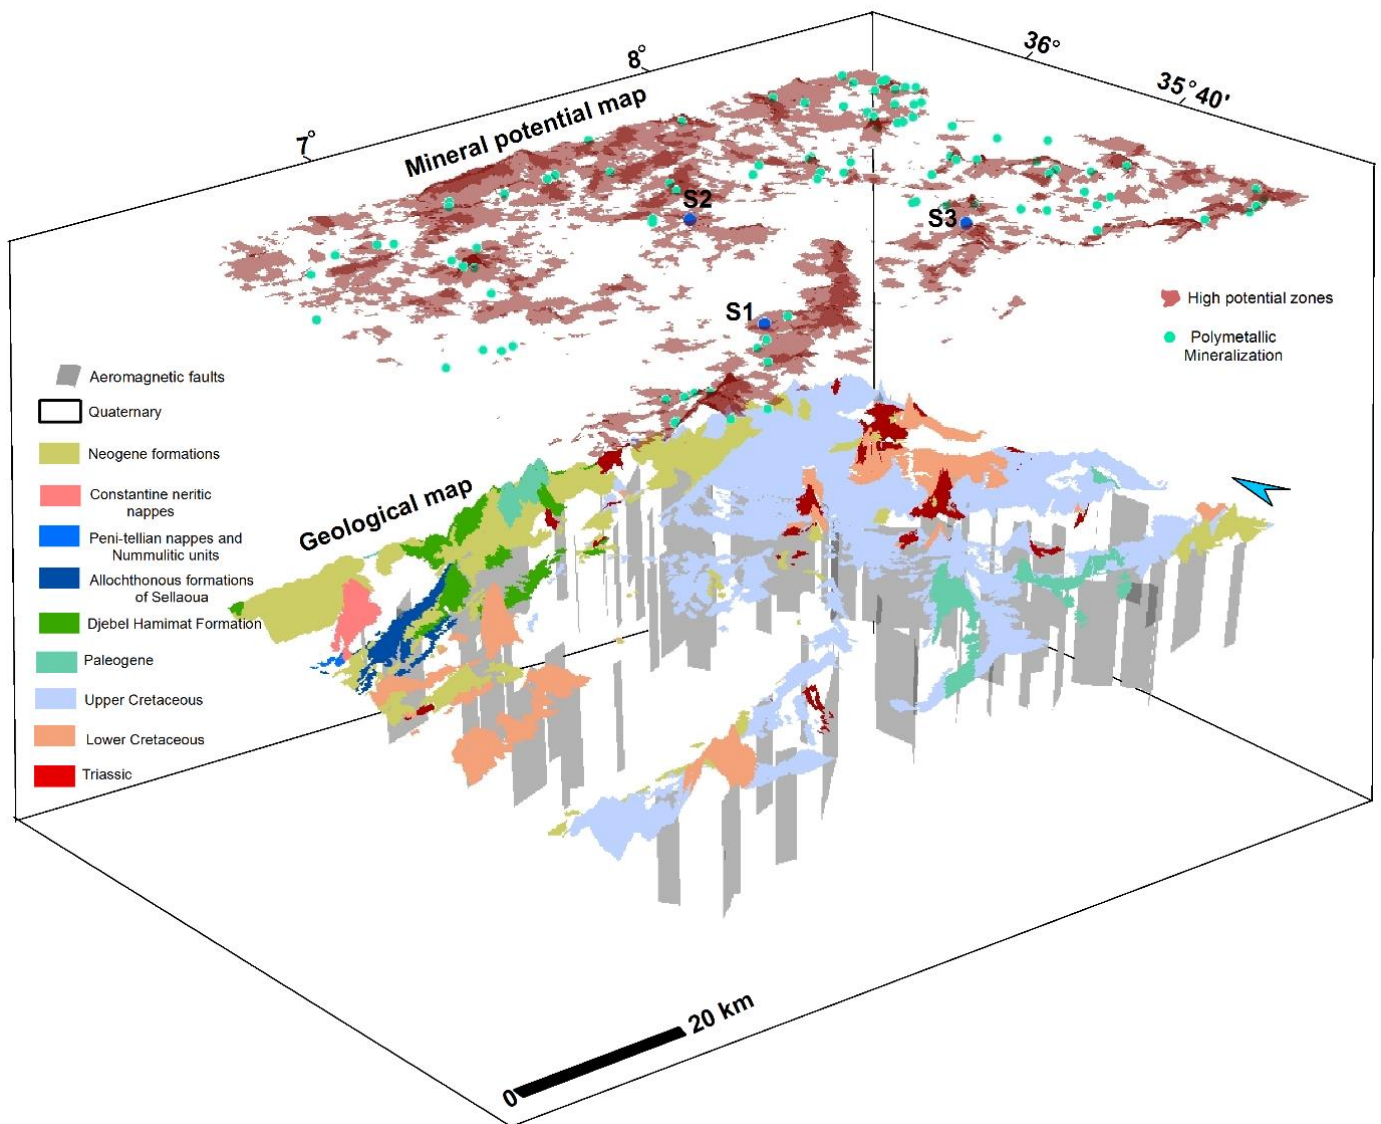 36°
8°
35°40'
7°
Mineral potential map
S2
S3
S1
High potential zones
Polymetallic
Mineralization
Aeromagnetic faults
Quaternary
Neogene formations
Constantine neritic
nappes
Peni-tellian nappes and
Nummulitic units
Allochthonous formations
of Sellaoua
Djebel Hamimat Formation
Paleogene
Upper Cretaceous
Lower Cretaceous
Triassic
Geological map
0
20 km